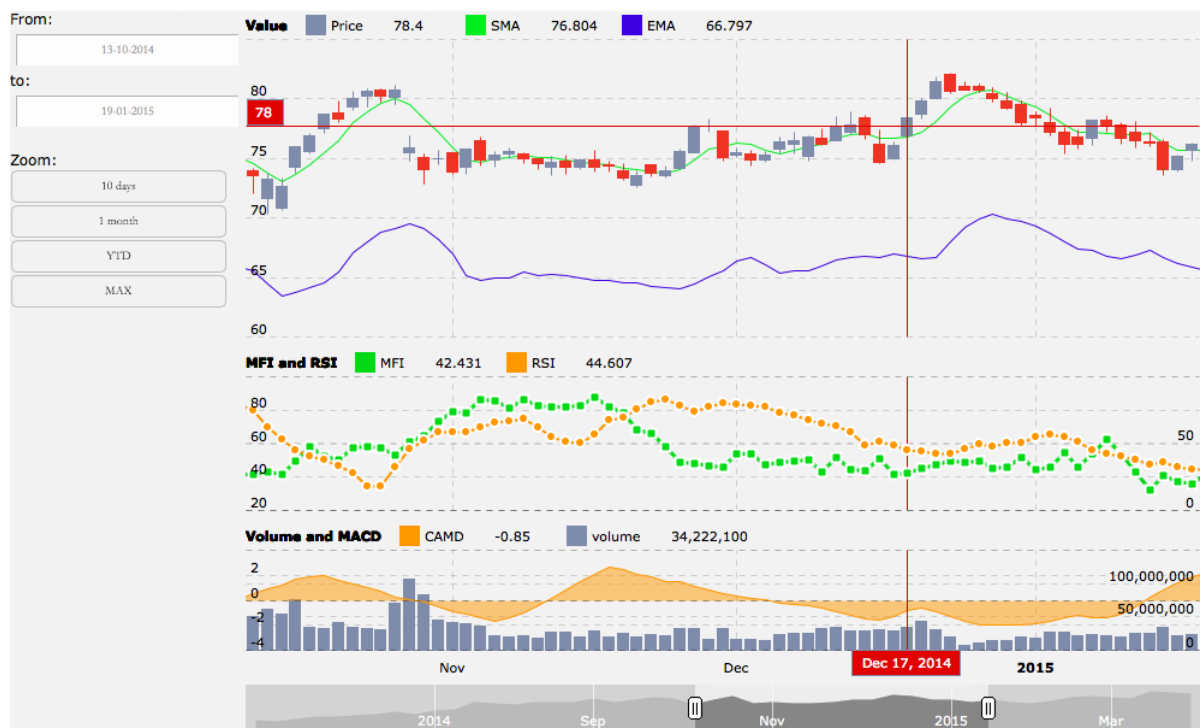 From:
13-10-2014
to:
19-01-2015
Zoom:
10 days
1 month
YTD
MAX
Value Price 78.4 SMA 76.804 EMA 66.797
80
78
75
70
65
60
MFI and RSI MFI 42.431 RSI 44.607
80
60 50
40
20 0
Volume and MACD CAMD -0.85 volume 34,222,100
2 100,000,000
0
-2 50,000,000
-4 0
Nov Dec Dec 17, 2014 2015
2014 Sep Nov 2015 Mar